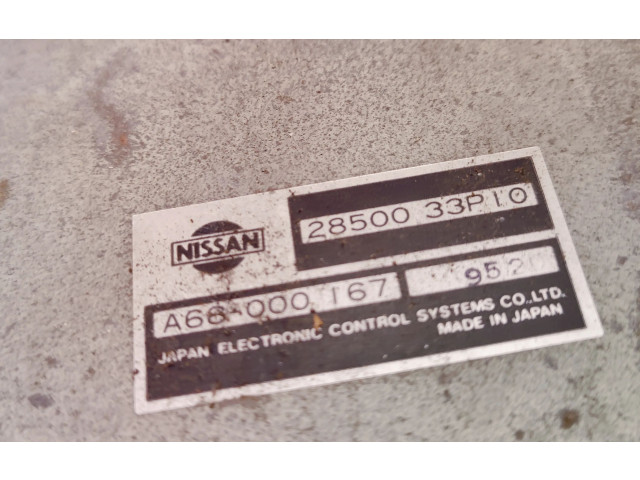 NISSAN
28500 33P10
A66-000 167
952
JAPAN ELECTRONIC CONTROL SYSTEMS CO.,LTD.
MADE IN JAPAN